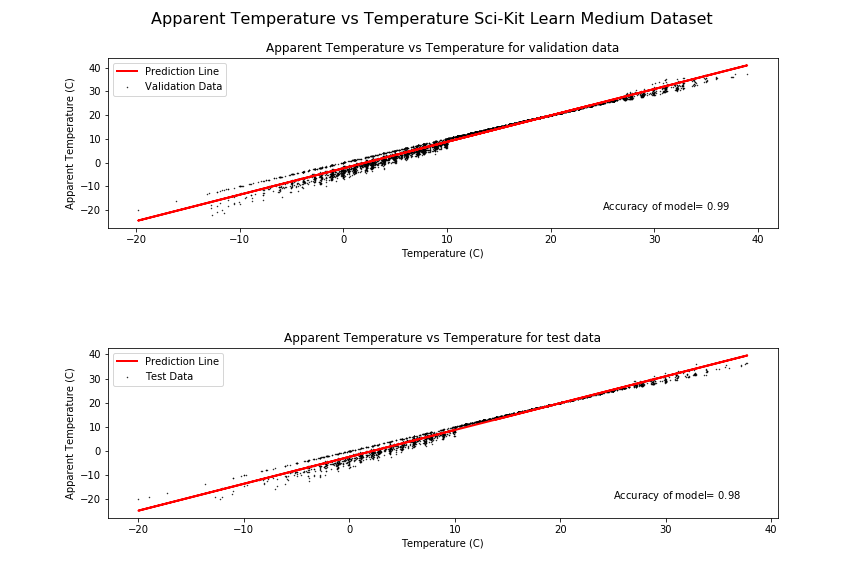 Apparent Temperature vs Temperature Sci-Kit Learn Medium Dataset
Apparent Temperature vs Temperature for validation data
Apparent Temperature (C)
40
30
20
10
0
−10
−20
Prediction Line
Validation Data
Accuracy of model= 0.99
−20 −10 0 10 20 30 40
Temperature (C)
Apparent Temperature vs Temperature for test data
Apparent Temperature (C)
40
30
20
10
0
−10
−20
Prediction Line
Test Data
Accuracy of model= 0.98
−20 −10 0 10 20 30 40
Temperature (C)